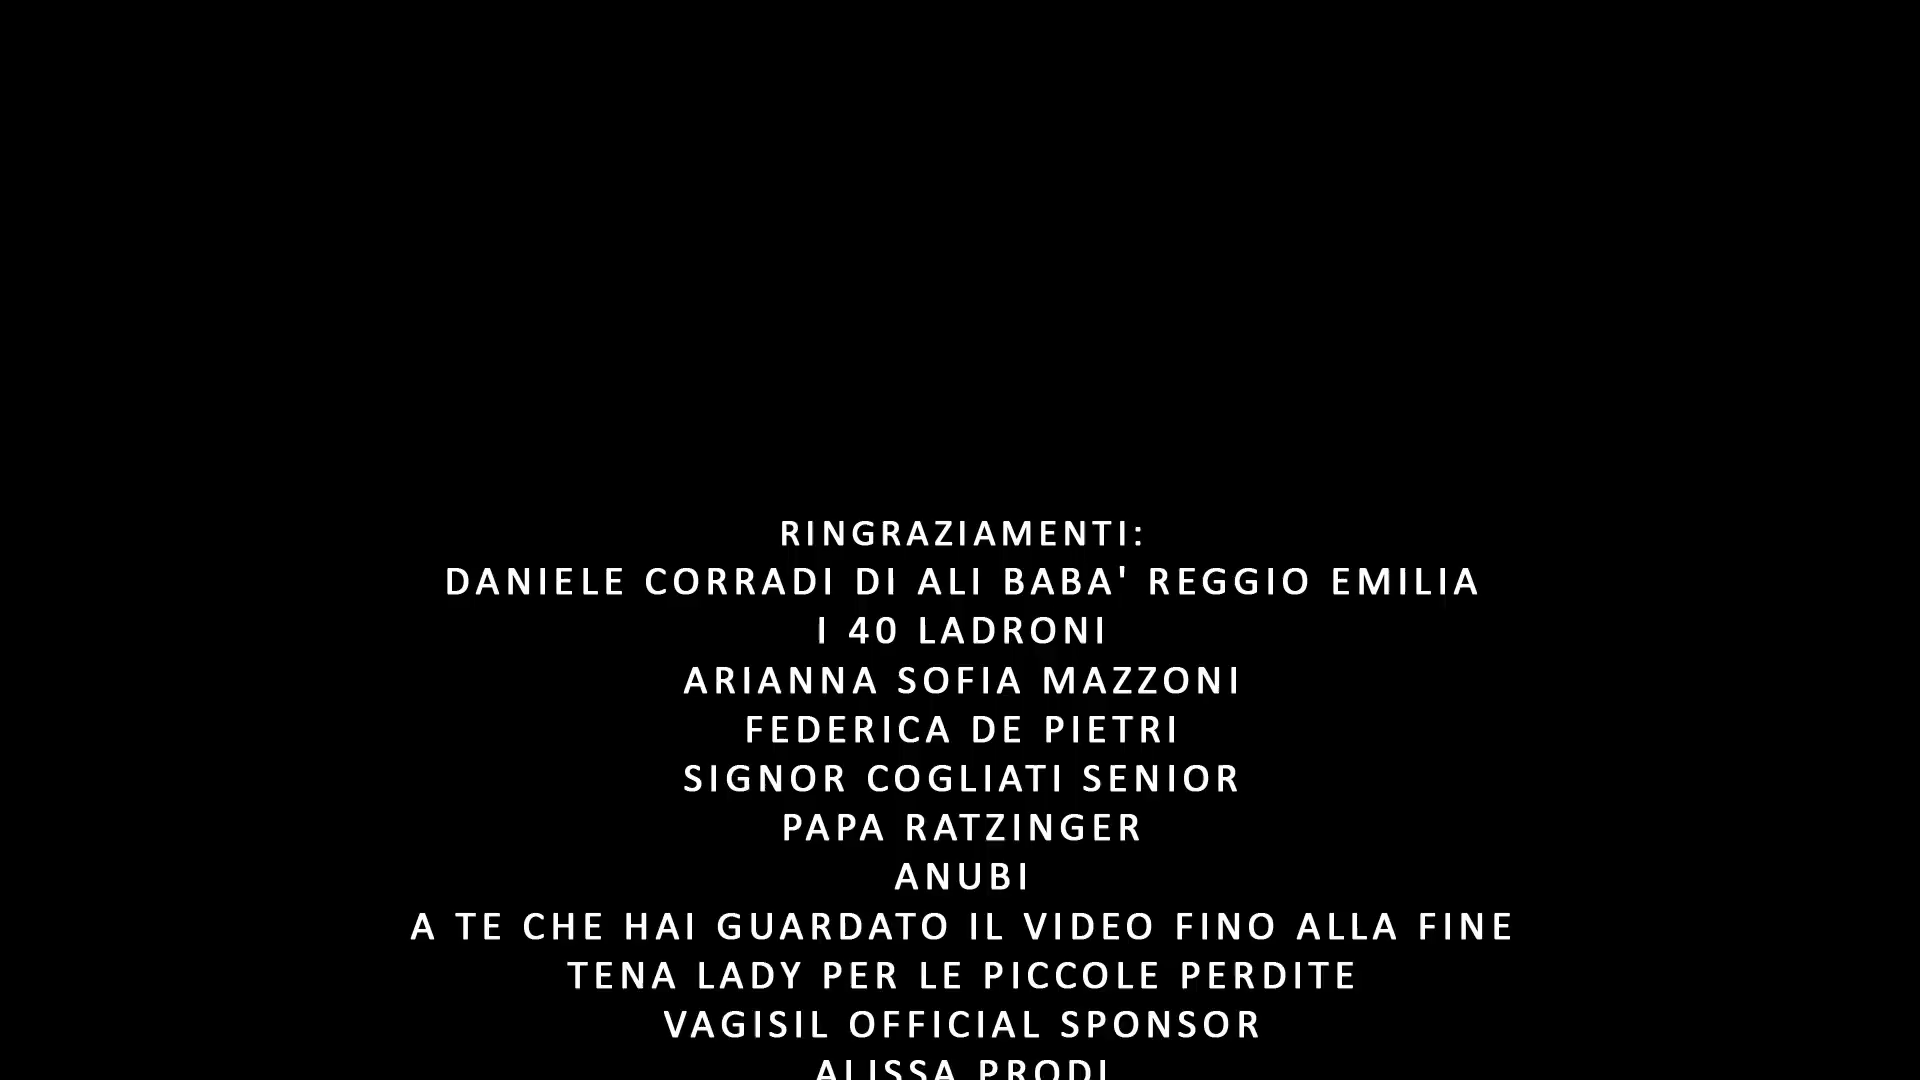 RINGRAZIAMENTI:
DANIELE CORRADI DI ALI BABA' REGGIO EMILIA
I 40 LADRONI
ARIANNA SOFIA MAZZONI
FEDERICA DE PIETRI
SIGNOR COGLIATI SENIOR
PAPA RATZINGER
ANUBI
A TE CHE HAI GUARDATO IL VIDEO FINO ALLA FINE
TENA LADY PER LE PICCOLE PERDITE
VAGISIL OFFICIAL SPONSOR
ALISSA PRODI